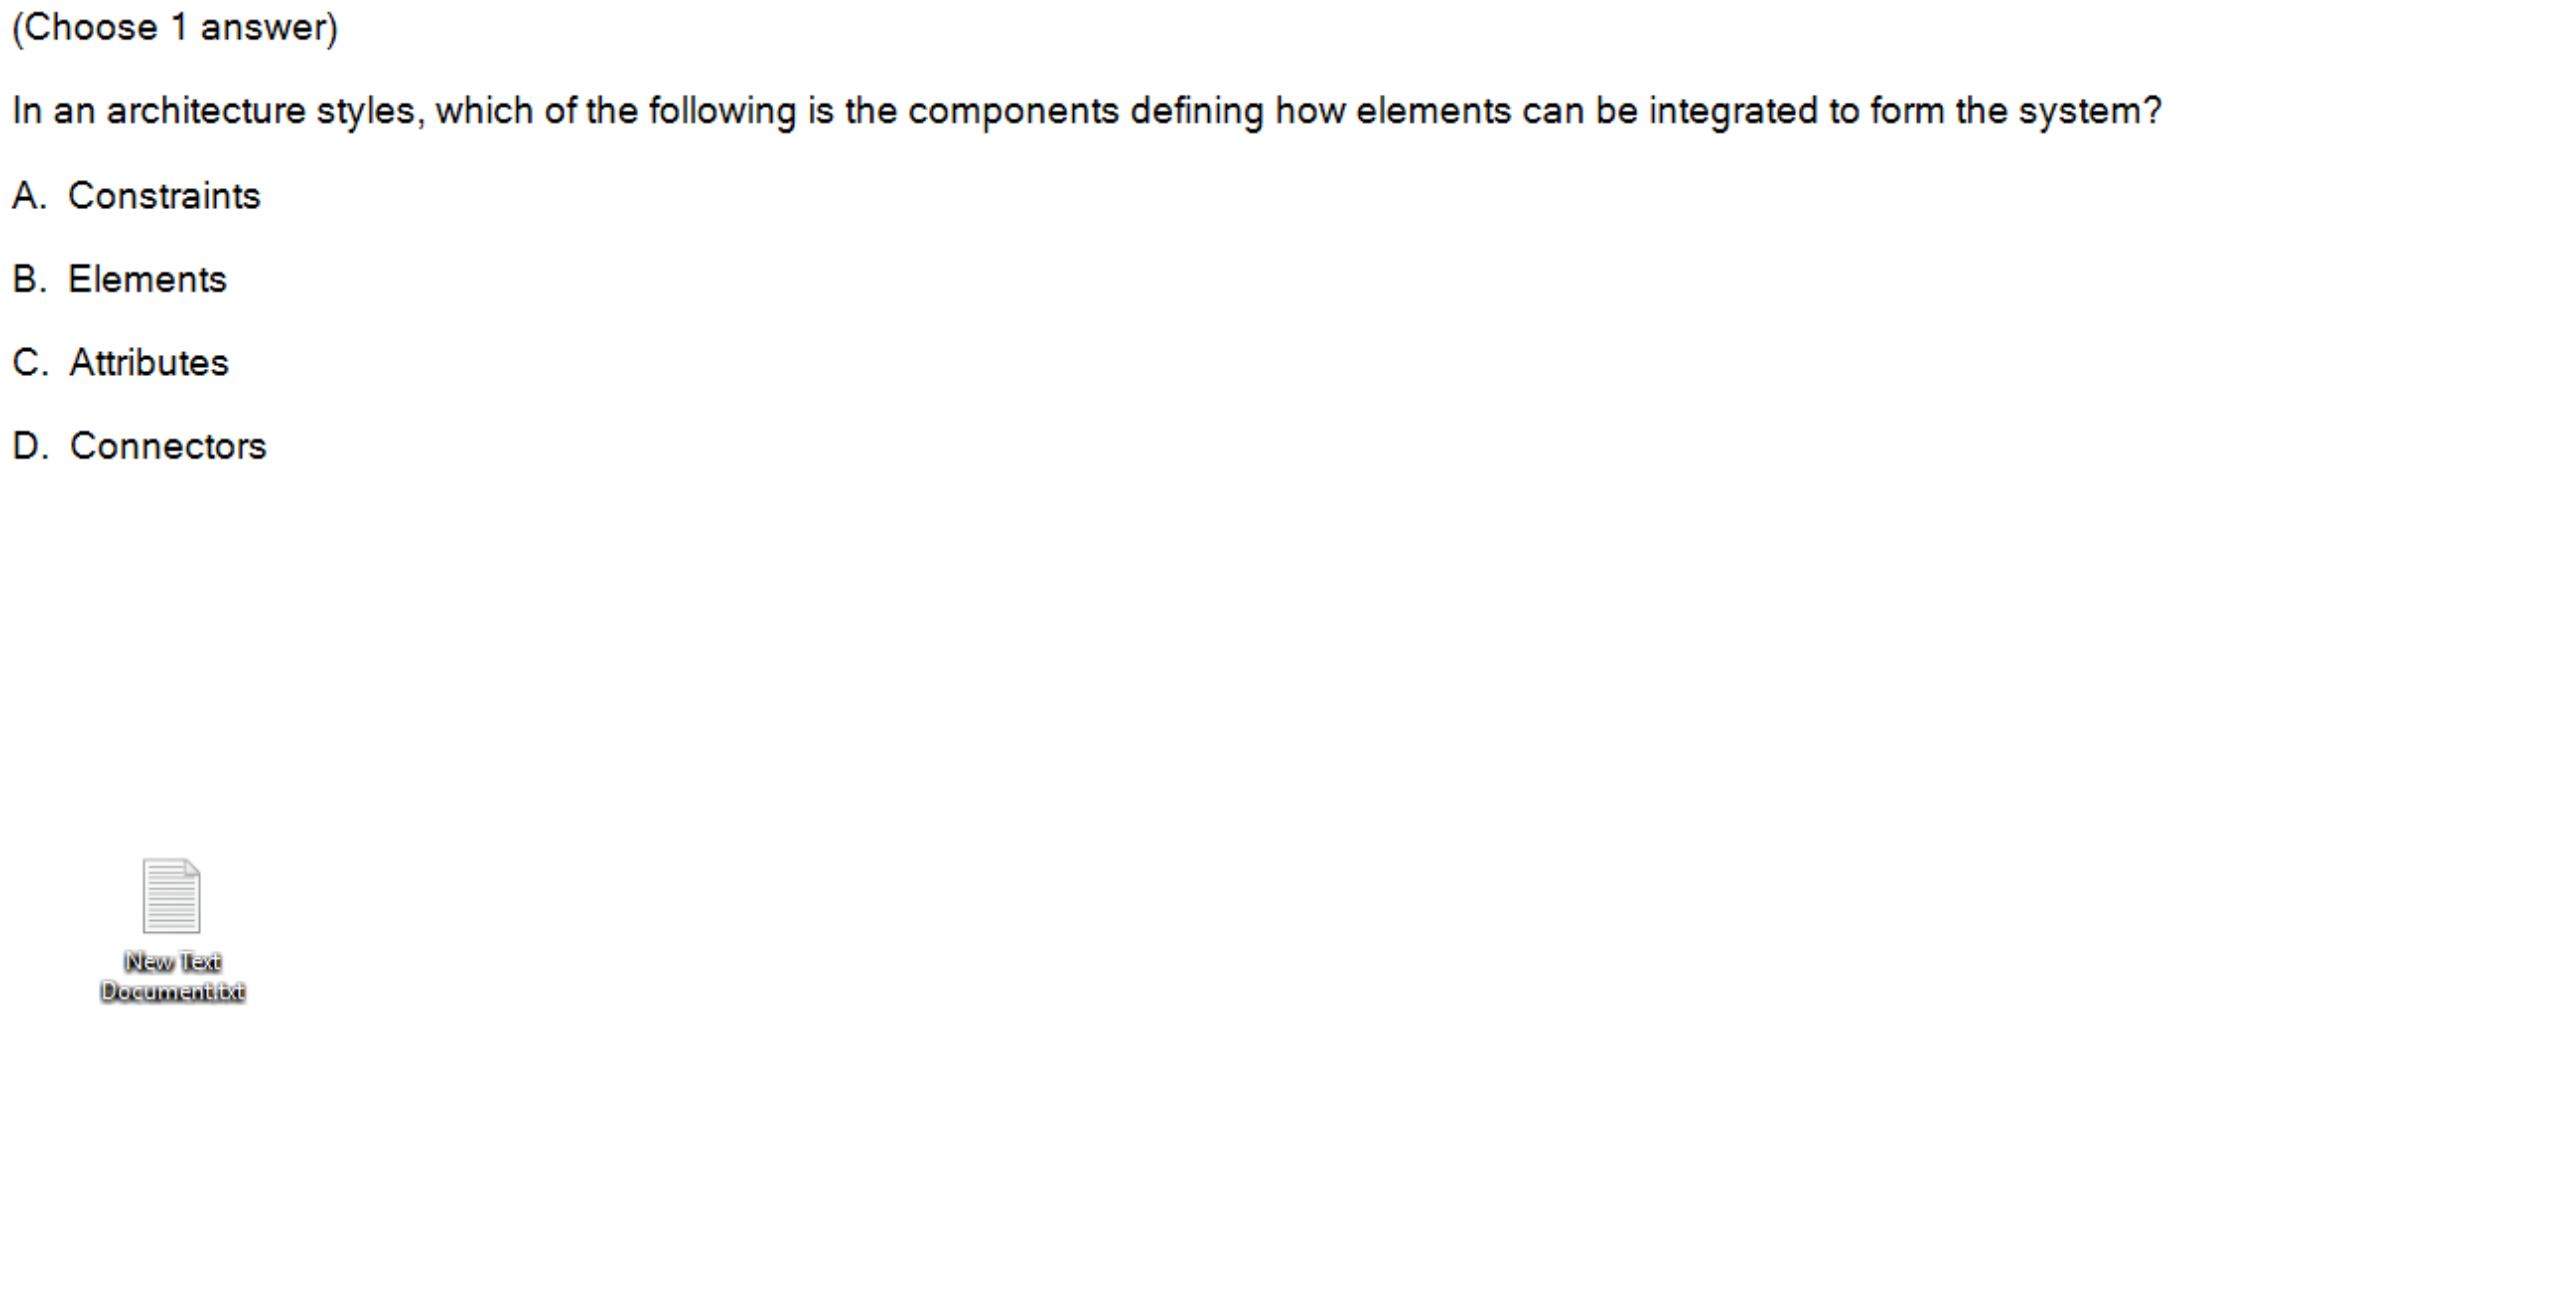 (Choose 1 answer)
In an architecture styles, which of the following is the components defining how elements can be integrated to form the system?
A. Constraints
B. Elements
C. Attributes
D. Connectors
New Text
Document.txt